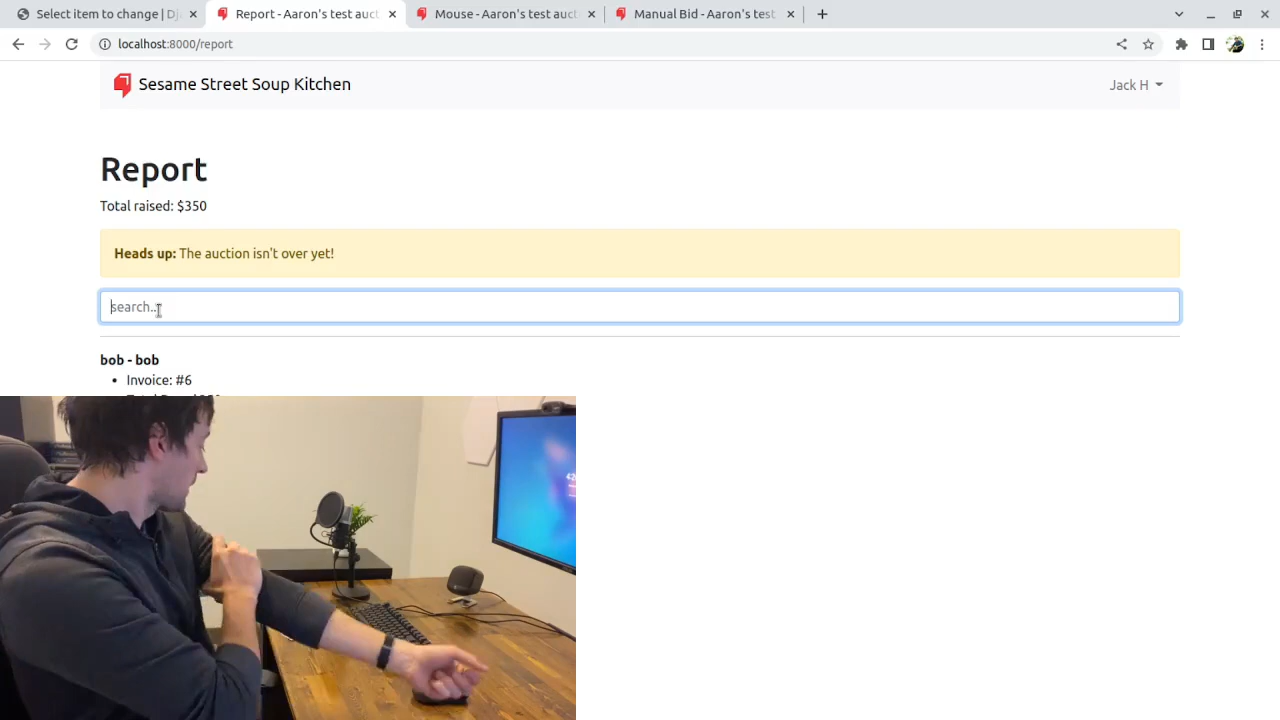 Select item to change | Dj
Report - Aaron's test auct
Mouse - Aaron's test auct
Manual Bid - Aaron's test
localhost:8000/report
Sesame Street Soup Kitchen
Jack H
Report
Total raised: $350
Heads up: The auction isn't over yet!
search...
bob - bob
Invoice: #6